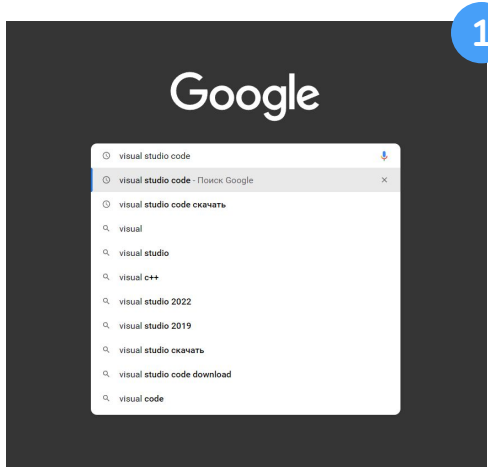 1
Google
visual studio code
visual studio code - Поиск Google
visual studio code скачать
visual
visual studio
visual c++
visual studio 2022
visual studio 2019
visual studio скачать
visual studio code download
visual code